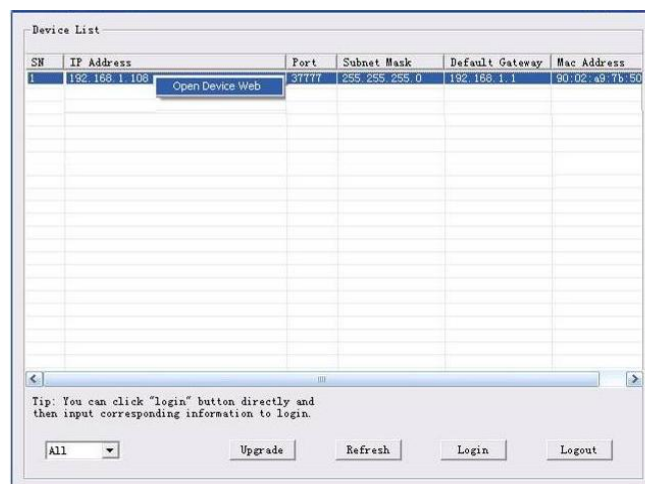 Device List
SN IP Address Port Subnet Mask Default Gateway Mac Address
1 192.168.1.108 37777 255.255.255.0 192.168.1.1 90:02:a9:7b:50
Open Device Web
Tip: You can click "login" button directly and
then input corresponding information to login.
All Upgrade Refresh Login Logout